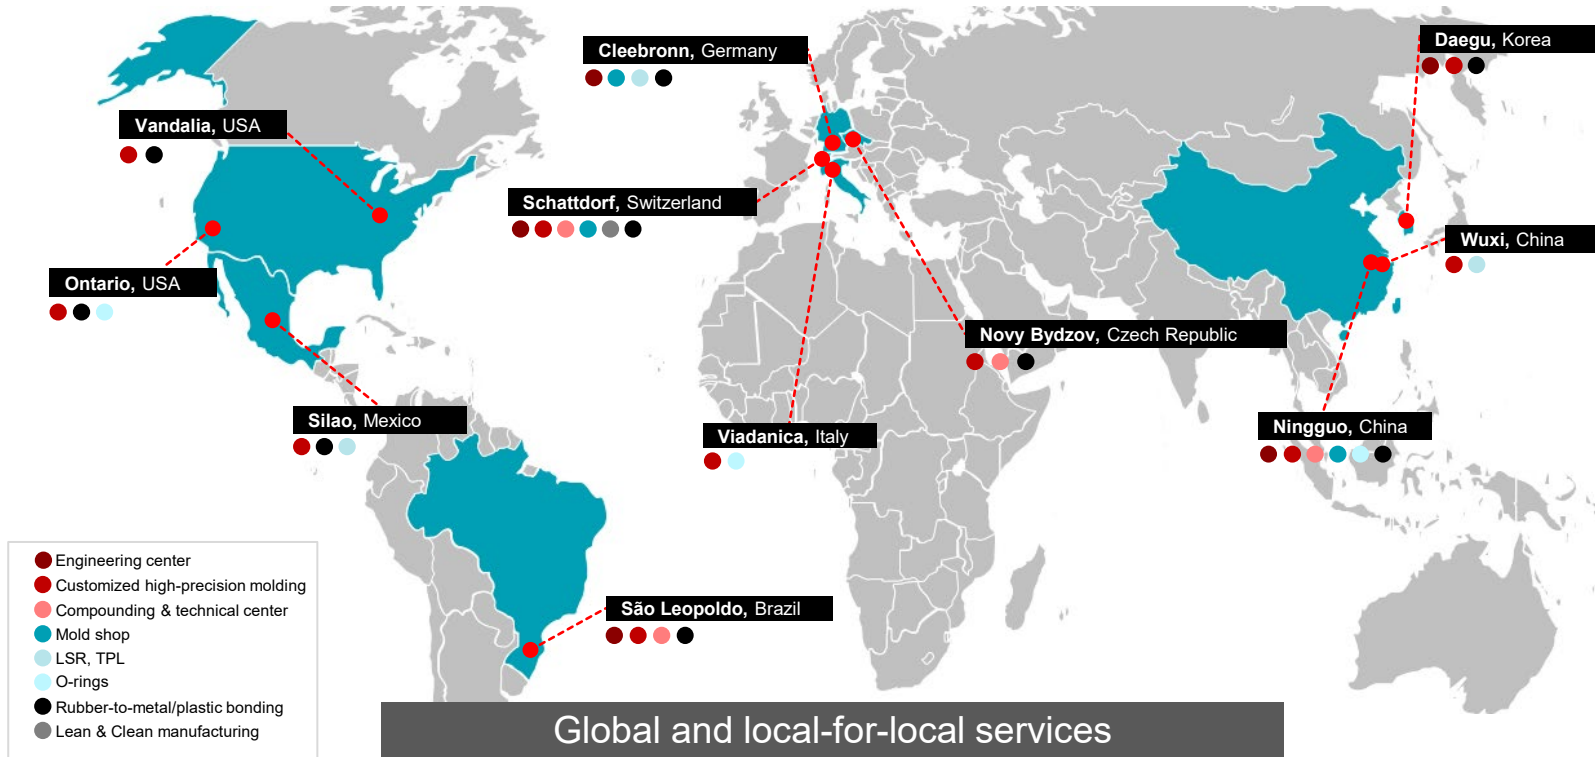 Cleebronn, Germany
Daegu, Korea
Vandalia, USA
Schattdorf, Switzerland
Wuxi, China
Ontario, USA
Novy Bydzov, Czech Republic
Silao, Mexico
Viadanica, Italy
Ningguo, China
São Leopoldo, Brazil
Engineering center
Customized high-precision molding
Compounding & technical center
Mold shop
LSR, TPL
O-rings
Rubber-to-metal/plastic bonding
Lean & Clean manufacturing
Global and local-for-local services